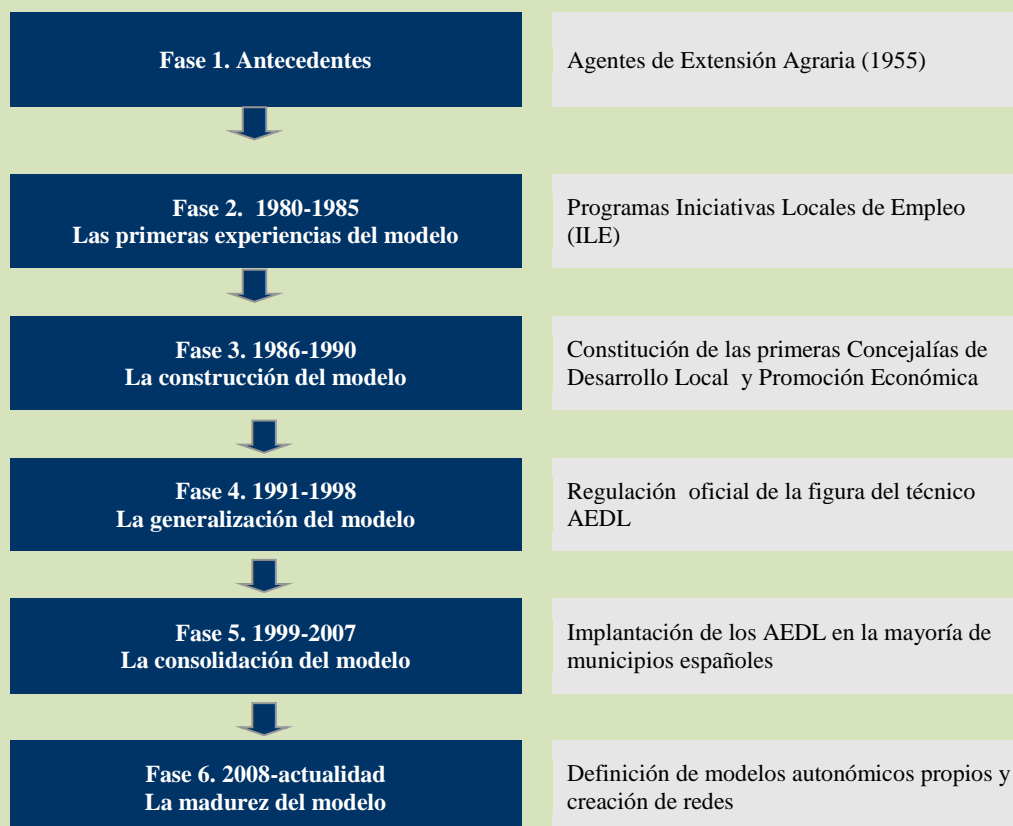 Fase 1. Antecedentes
Agentes de Extensión Agraria (1955)
Fase 2. 1980-1985
Las primeras experiencias del modelo
Programas Iniciativas Locales de Empleo
(ILE)
Fase 3. 1986-1990
La construcción del modelo
Constitución de las primeras Concejalías de
Desarrollo Local y Promoción Económica
Fase 4. 1991-1998
La generalización del modelo
Regulación oficial de la figura del técnico
AEDL
Fase 5. 1999-2007
La consolidación del modelo
Implantación de los AEDL en la mayoría de
municipios españoles
Fase 6. 2008-actualidad
La madurez del modelo
Definición de modelos autonómicos propios y
creación de redes